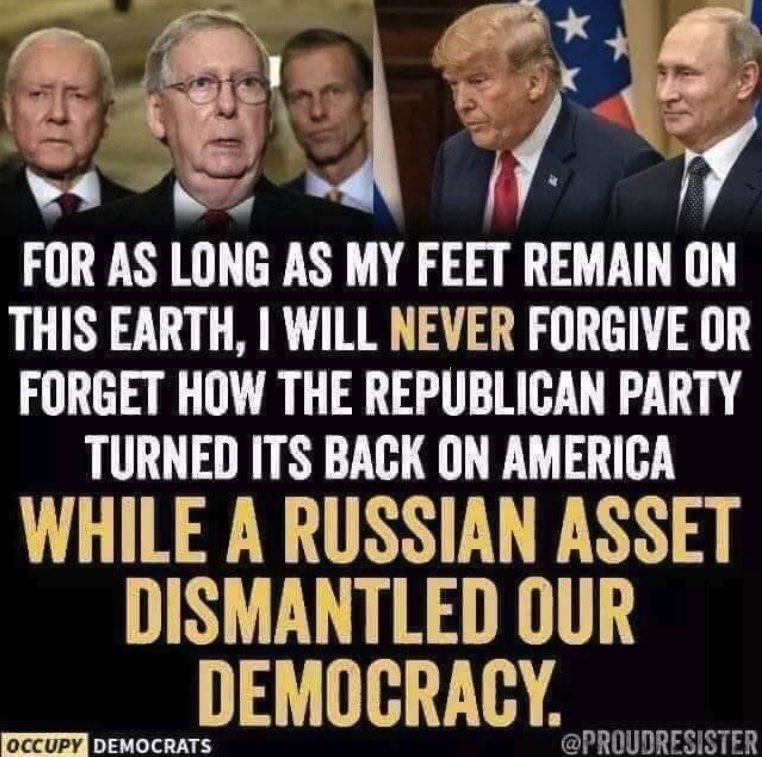 FOR AS LONG AS MY FEET REMAIN ON
THIS EARTH, I WILL NEVER FORGIVE OR
FORGET HOW THE REPUBLICAN PARTY
TURNED ITS BACK ON AMERICA
WHILE A RUSSIAN ASSET
DISMANTLED OUR
DEMOCRACY.
OCCUPY DEMOCRATS
@PROUDRESISTER